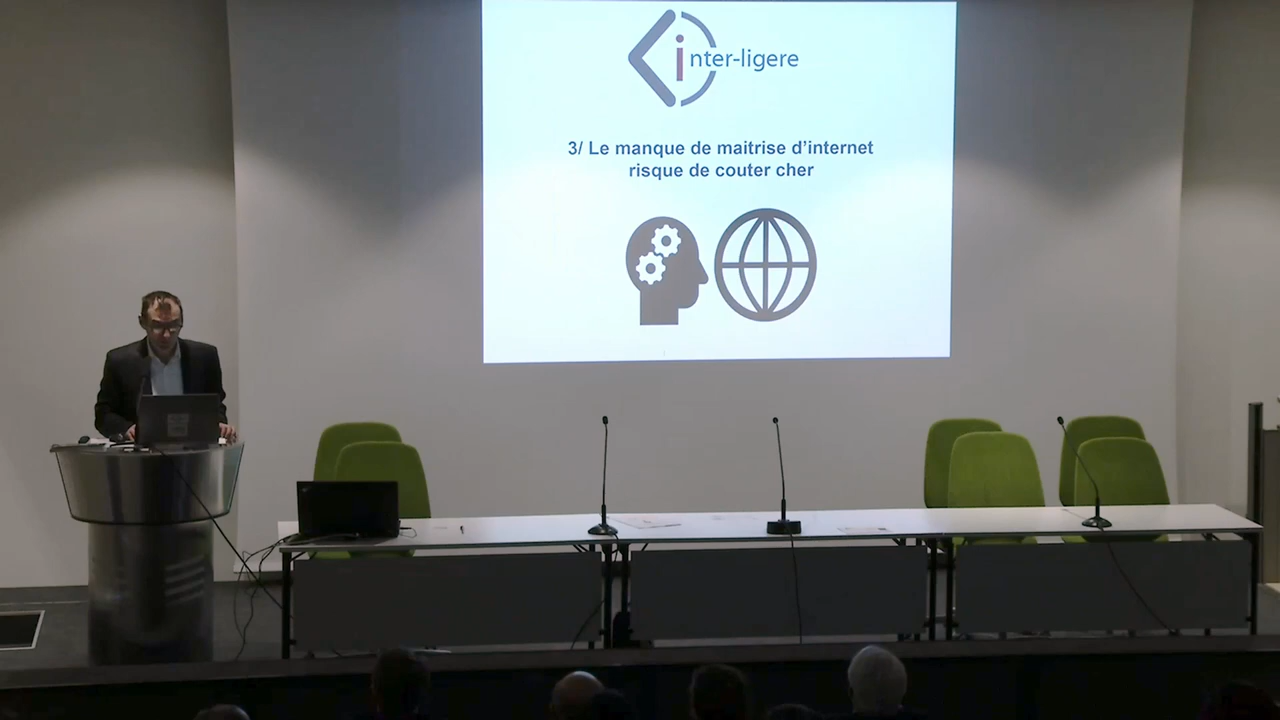 inter-ligere
3/ Le manque de maitrise d'internet
risque de couter cher